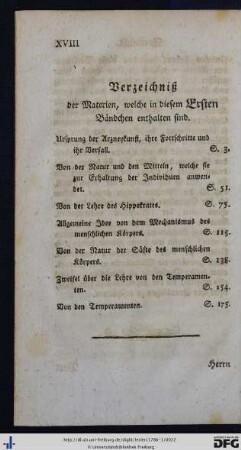 XVIII
Verzeichniß
der Materien, welche in diesem Ersten
Bändchen enthalten sind.
Ursprung der Arzneykunst, ihre Fortschritte und
ihr Verfall. S. 3.
Von der Natur und den Mitteln, welche sie
zur Erhaltung der Individuen anwen-
det. S. 51.
Von der Lehre des Hippokrates. S. 75.
Allgemeine Idee von dem Mechanismus des
menschlichen Körpers. S. 115.
Von der Natur der Säfte des menschlichen
Körpers. S. 138.
Zweifel über die Lehre von den Temperamen-
ten. S. 154.
Von den Temperamenten. S. 175.
Herrn
© Universitätsbibliothek Freiburg
DFG